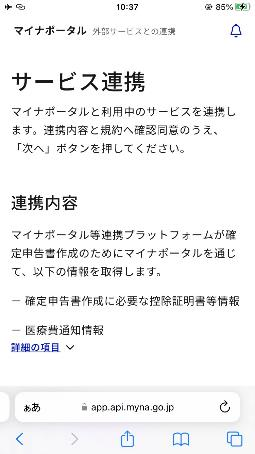 10:37
85%
マイナポータル 外部サービスとの連携
サービス連携
マイナポータルと利用中のサービスを連携し
ます。連携内容と規約へ確認同意のうえ、
「次へ」ボタンを押してください。
連携内容
マイナポータル等連携プラットフォームが確
定申告書作成のためにマイナポータルを通じ
て、以下の情報を取得します。
― 確定申告書作成に必要な控除証明書等情報
― 医療費通知情報
詳細の項目
ぁあ app.api.myna.go.jp